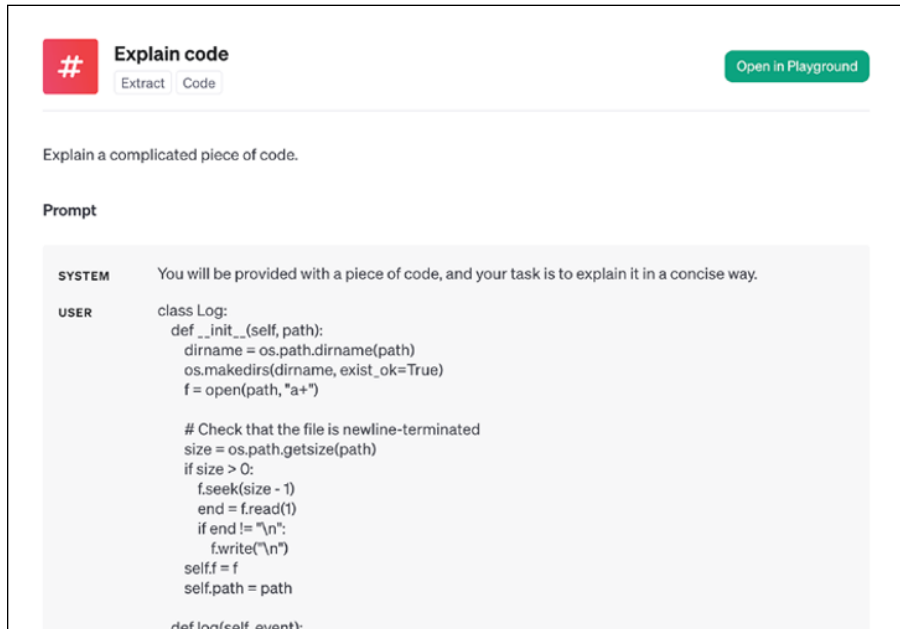 #
Explain code
Extract Code
Open in Playground
Explain a complicated piece of code.
Prompt
SYSTEM You will be provided with a piece of code, and your task is to explain it in a concise way.
USER class Log:
def __init__(self, path):
dirname = os.path.dirname(path)
os.makedirs(dirname, exist_ok=True)
f = open(path, "a+")
# Check that the file is newline-terminated
size = os.path.getsize(path)
if size > 0:
f.seek(size - 1)
end = f.read(1)
if end != "\n":
f.write("\n")
self.f = f
self.path = path
def log(self, event):